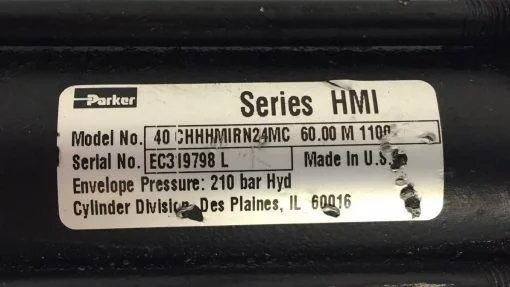 Parker
Series HMI
Model No. 40 CHHHMIRN24MC 60.00 M 1100
Serial No. EC319798 L Made In U.S.A.
Envelope Pressure: 210 bar Hyd
Cylinder Division, Des Plaines, IL 60016